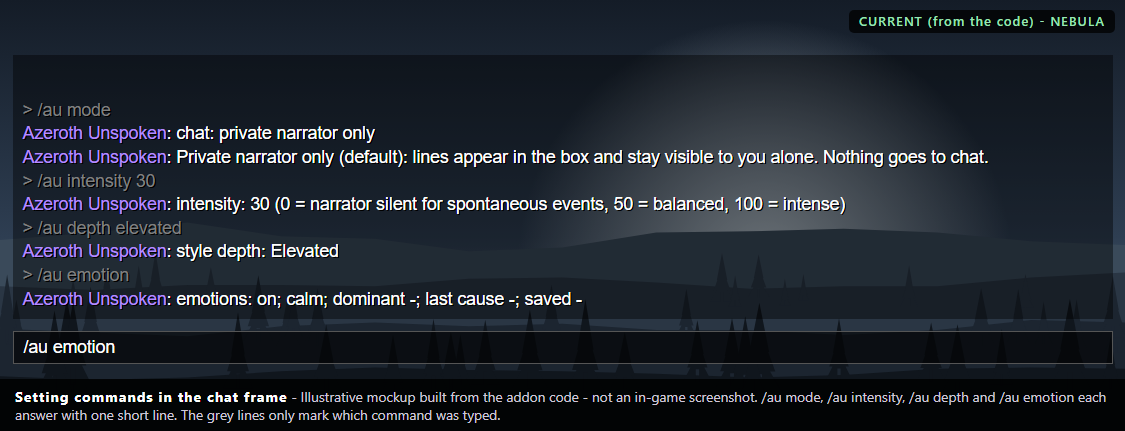 CURRENT (from the code) - NEBULA
> /au mode
Azeroth Unspoken: chat: private narrator only
Azeroth Unspoken: Private narrator only (default): lines appear in the box and stay visible to you alone. Nothing goes to chat.
> /au intensity 30
Azeroth Unspoken: intensity: 30 (0 = narrator silent for spontaneous events, 50 = balanced, 100 = intense)
> /au depth elevated
Azeroth Unspoken: style depth: Elevated
> /au emotion
Azeroth Unspoken: emotions: on; calm; dominant -; last cause -; saved -
/au emotion
Setting commands in the chat frame - Illustrative mockup built from the addon code - not an in-game screenshot. /au mode, /au intensity, /au depth and /au emotion each
answer with one short line. The grey lines only mark which command was typed.